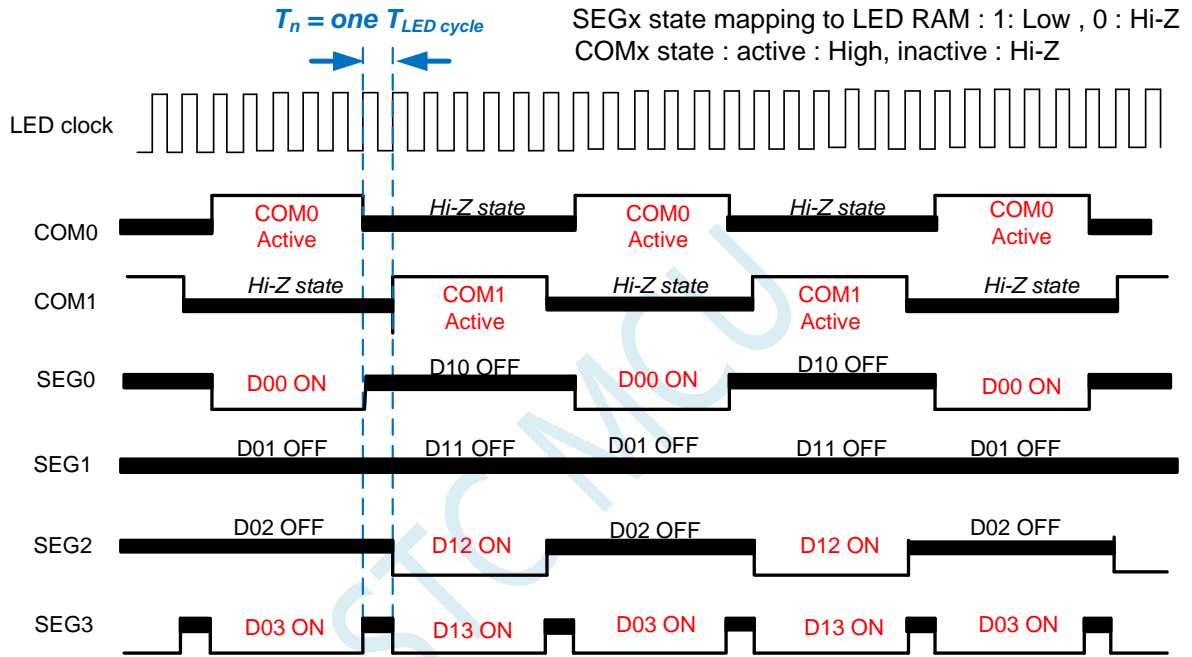 Tn = one TLED cycle
SEGx state mapping to LED RAM : 1: Low , 0 : Hi-Z
COMx state : active : High, inactive : Hi-Z
LED clock
COM0
COM0
Active
Hi-Z state
COM0
Active
Hi-Z state
COM0
Active
COM1
Hi-Z state
COM1
Active
Hi-Z state
COM1
Active
Hi-Z state
SEG0
D00 ON
D10 OFF
D00 ON
D10 OFF
D00 ON
SEG1
D01 OFF
D11 OFF
D01 OFF
D11 OFF
D01 OFF
SEG2
D02 OFF
D12 ON
D02 OFF
D12 ON
D02 OFF
SEG3
D03 ON
D13 ON
D03 ON
D13 ON
D03 ON
STC MCU